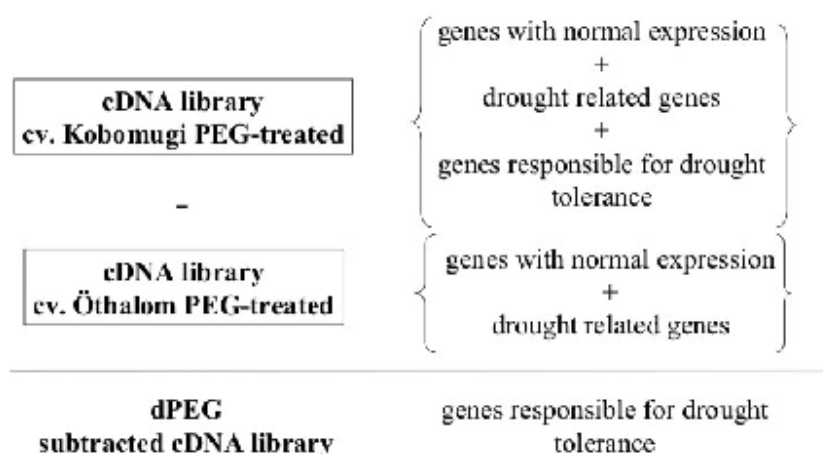 cDNA library
cv. Kobomugi PEG-treated
genes with normal expression
+
drought related genes
+
genes responsible for drought
tolerance
-
cDNA library
cv. Öthalom PEG-treated
genes with normal expression
+
drought related genes
dPEG
subtracted cDNA library
genes responsible for drought
tolerance